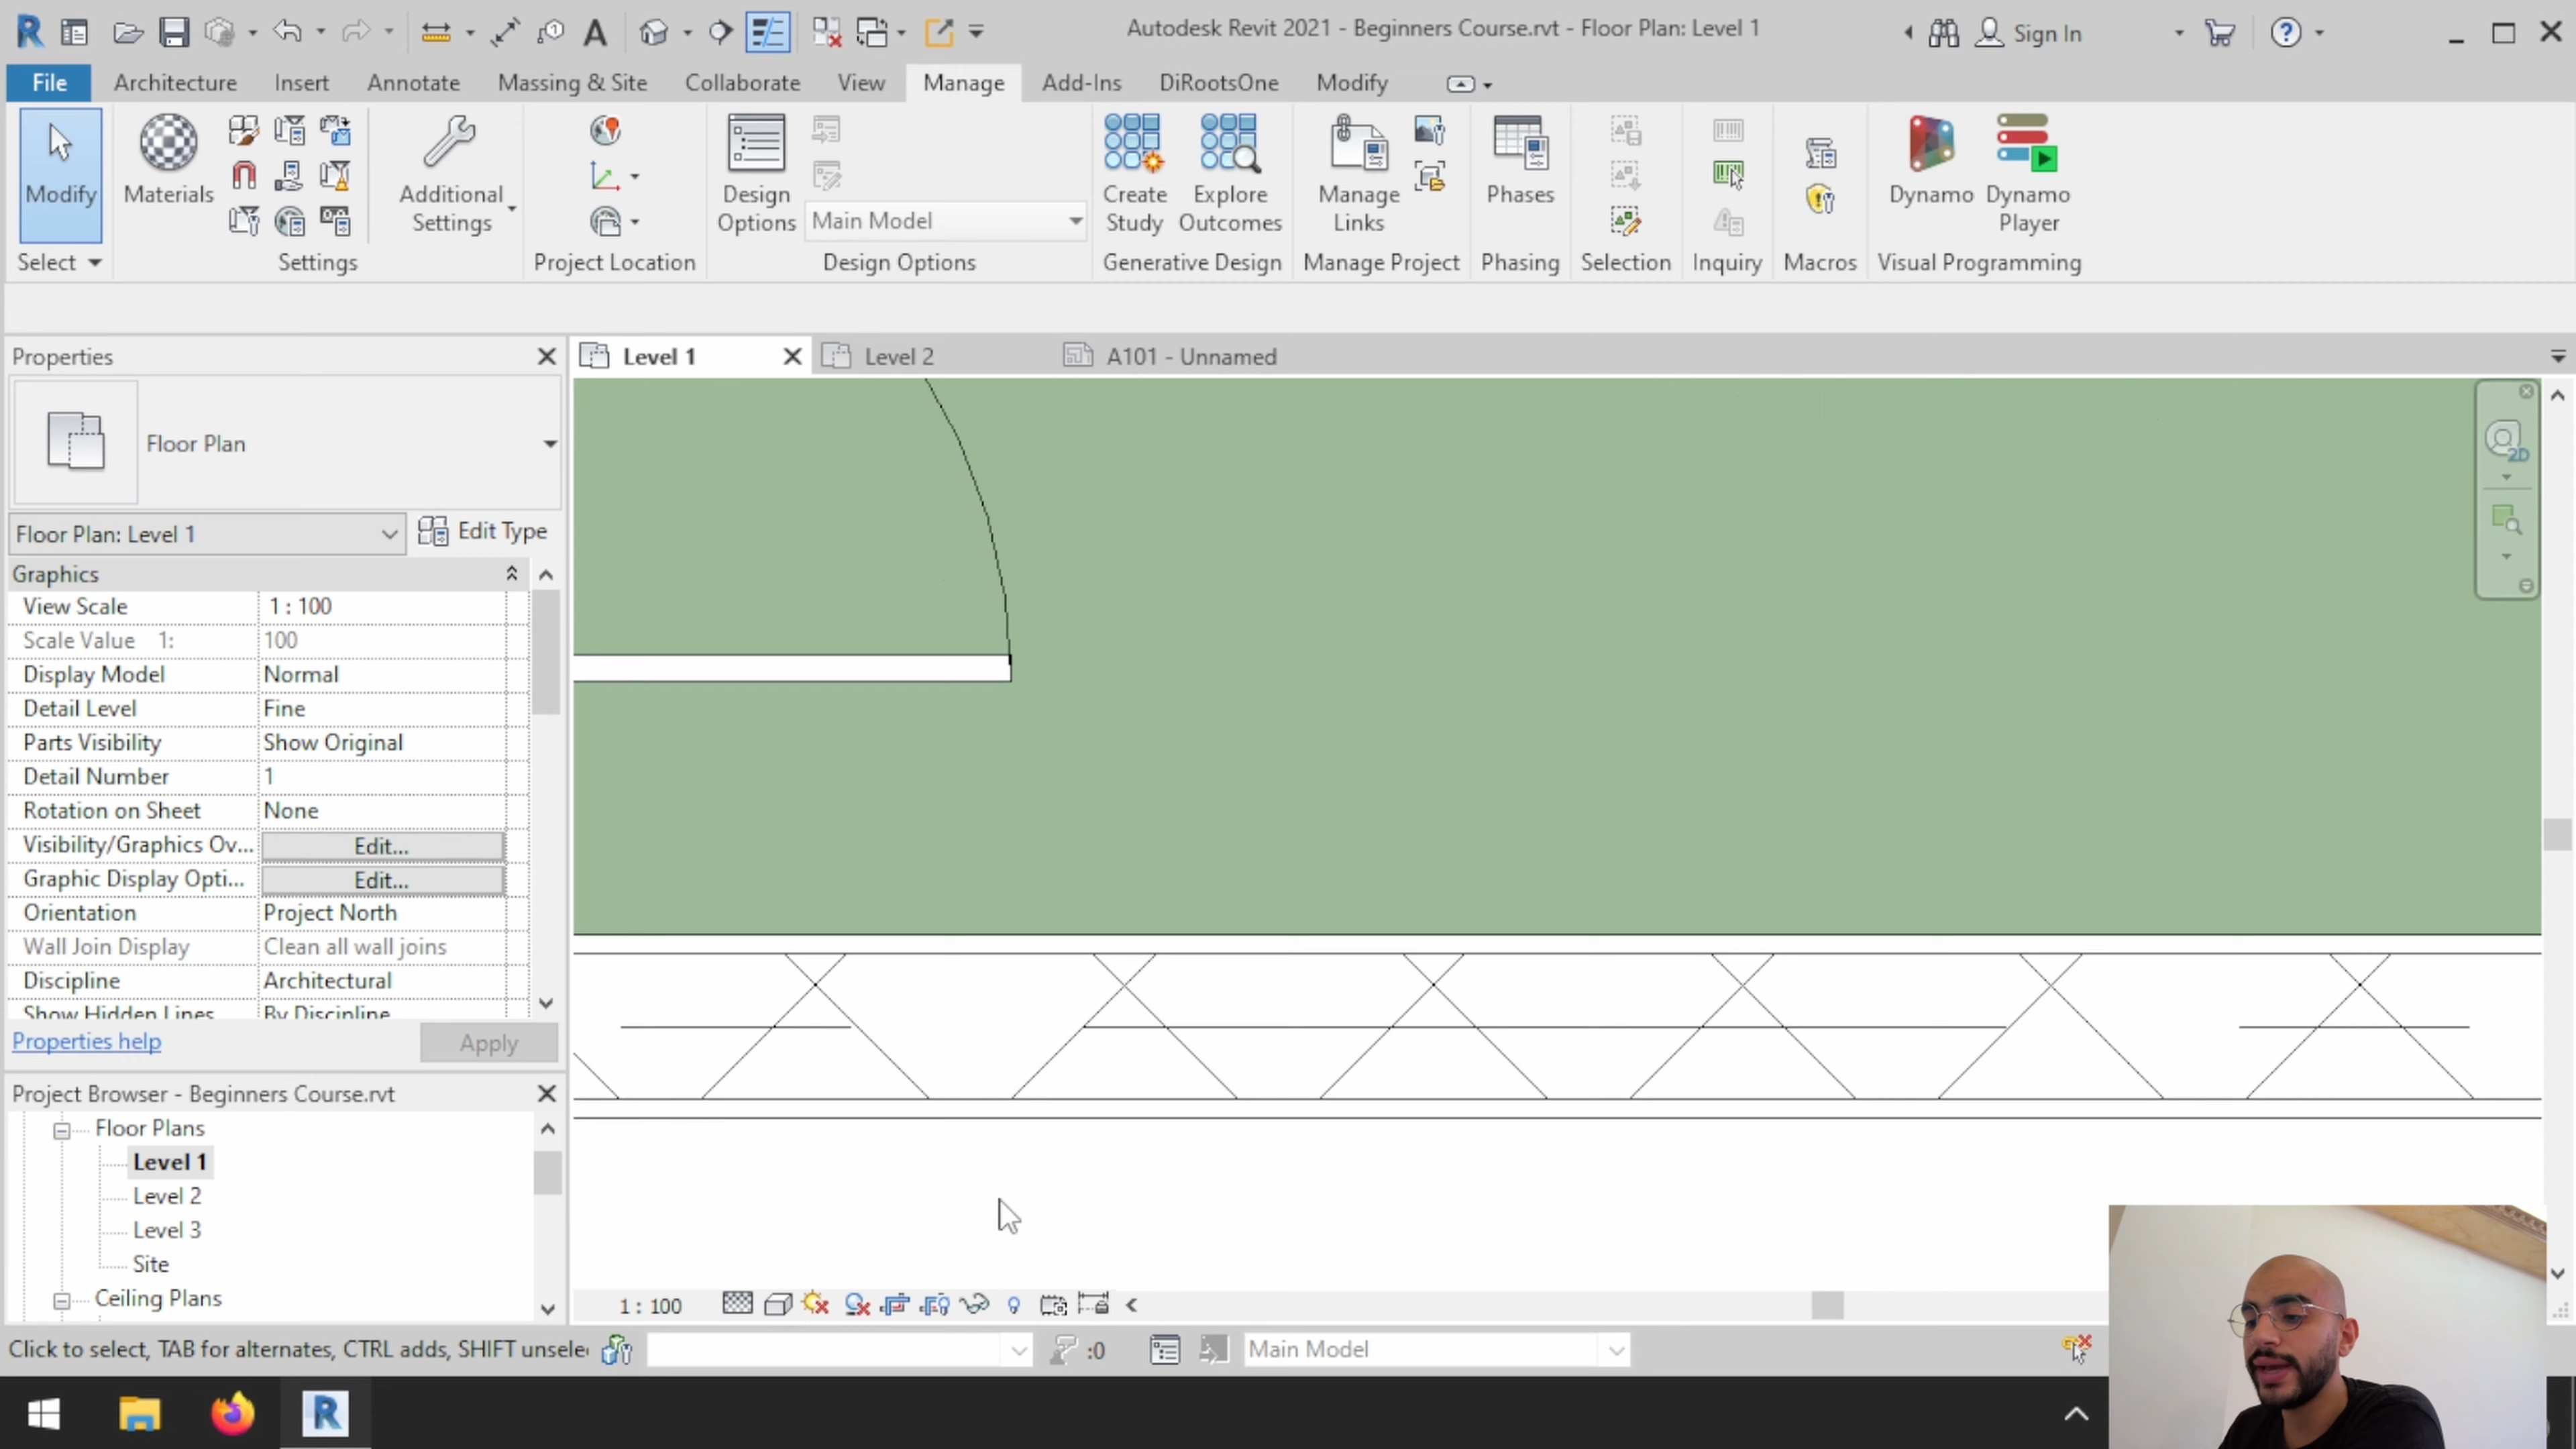 Autodesk Revit 2021 - Beginners Course.rvt - Floor Plan: Level 1
Sign In
File Architecture Insert Annotate Massing & Site Collaborate View Manage Add-Ins DiRootsOne Modify
Modify
Materials
Additional Settings
Design Options
Main Model
Create Study
Explore Outcomes
Manage Links
Phases
Dynamo
Dynamo Player
Select Settings Project Location Design Options Generative Design Manage Project Phasing Selection Inquiry Macros Visual Programming
Properties
Level 1
Level 2
A101 - Unnamed
Floor Plan
2D
Floor Plan: Level 1
Edit Type
Graphics
View Scale 1 : 100
Scale Value 1: 100
Display Model Normal
Detail Level Fine
Parts Visibility Show Original
Detail Number 1
Rotation on Sheet None
Visibility/Graphics Ov... Edit...
Graphic Display Opti... Edit...
Orientation Project North
Wall Join Display Clean all wall joins
Discipline Architectural
Show Hidden Lines By Discipline
Properties help
Apply
Project Browser - Beginners Course.rvt
Floor Plans
Level 1
Level 2
Level 3
Site
Ceiling Plans
1 : 100
Click to select, TAB for alternates, CTRL adds, SHIFT unsele
:0
Main Model